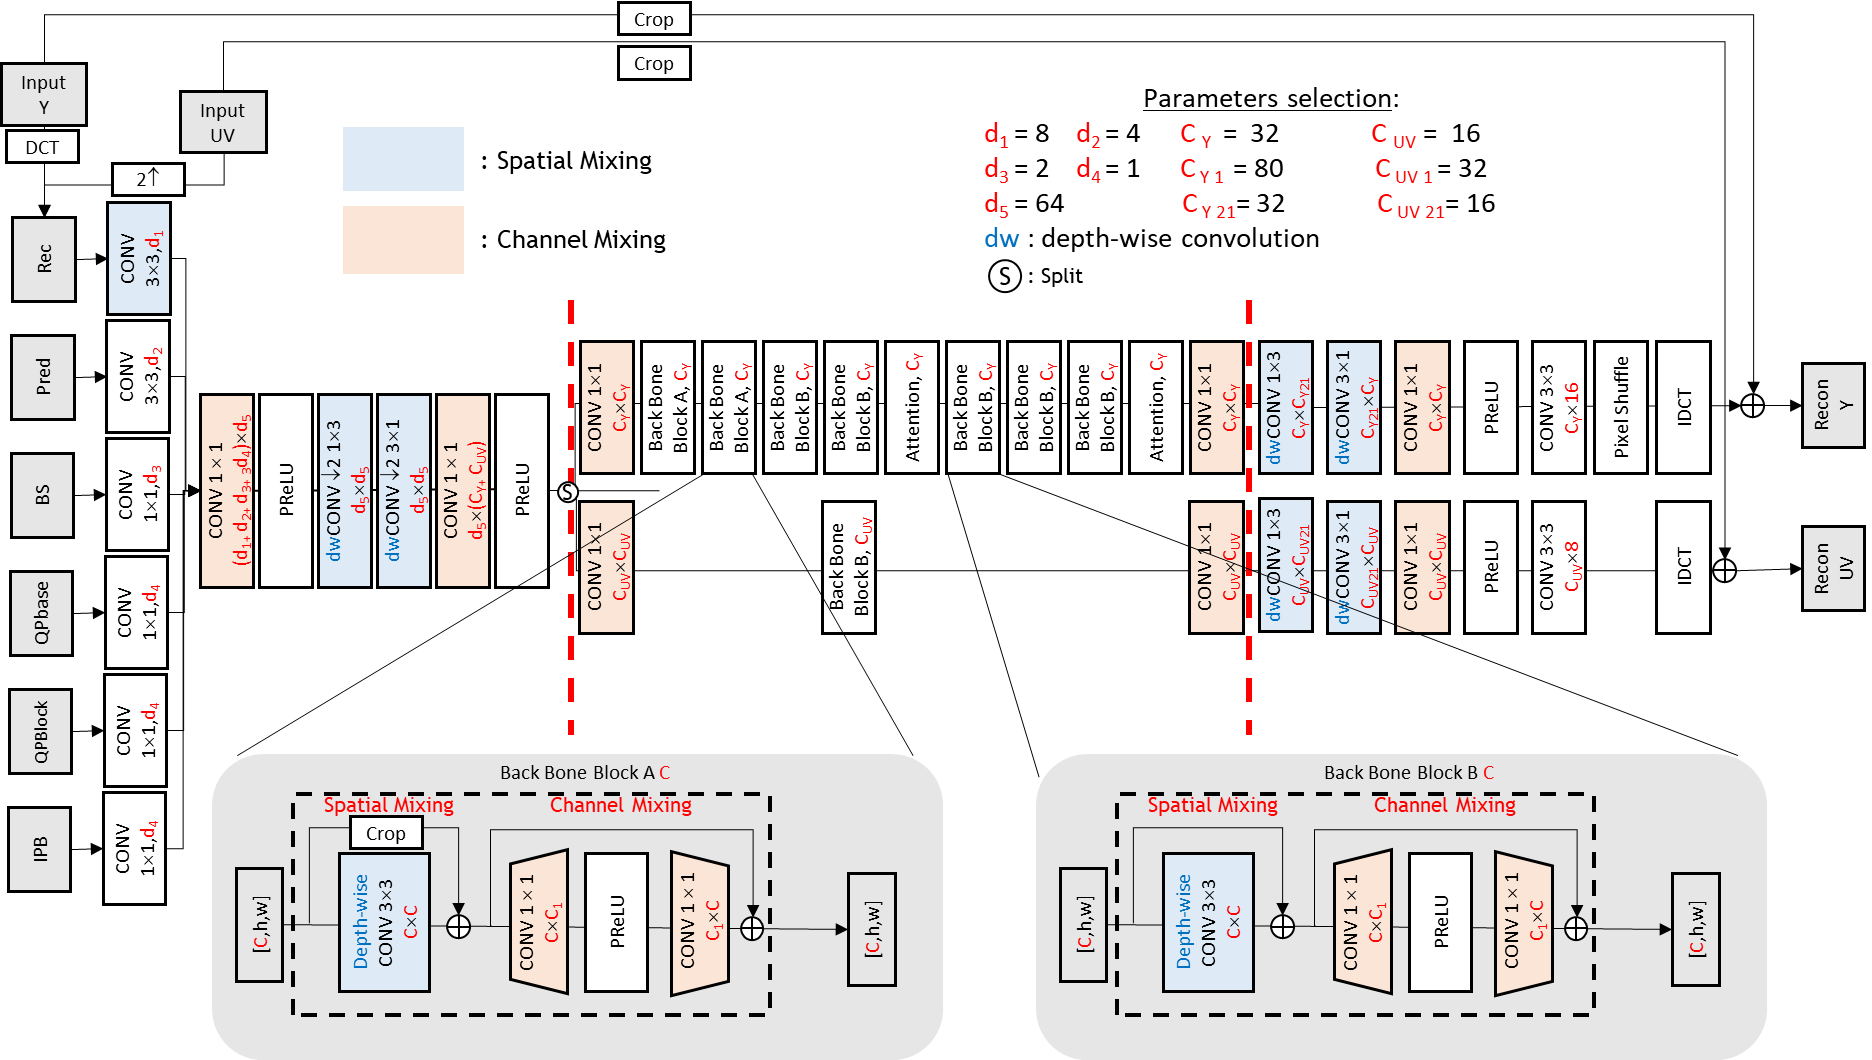 Crop
Crop
Input
Y
DCT
Input
UV
2↑
: Spatial Mixing
: Channel Mixing
Parameters selection:
d1 = 8 d2 = 4 C Y = 32 C UV = 16
d3 = 2 d4 = 1 C Y 1 = 80 C UV 1 = 32
d5 = 64 C Y 21 = 32 C UV 21 = 16
dw : depth-wise convolution
S : Split
Rec
CONV
3×3,d1
Pred
CONV
3×3,d2
BS
CONV
1×1,d3
QPbase
CONV
1×1,d4
QPBlock
CONV
1×1,d4
IPB
CONV
1×1,d4
CONV 1×1
(d1+ d2+ d3+ 3d4)×d5
PReLU
dwCONV↓2 1×3
d5×d5
dwCONV↓2 3×1
d5×d5
CONV 1×1
d5×(CY+ CUV)
PReLU
S
CONV 1×1
CY×CY
Back Bone
Block A, CY
Back Bone
Block A, CY
Back Bone
Block B, CY
Back Bone
Block B, CY
Attention, CY
Back Bone
Block B, CY
Back Bone
Block B, CY
Back Bone
Block B, CY
Attention, CY
CONV 1×1
CY×CY
dwCONV 1×3
CY×CY21
dwCONV 3×1
CY21×CY
CONV 1×1
CY×CY
PReLU
CONV 3×3
CY×16
Pixel Shuffle
IDCT
Recon
Y
CONV 1×1
CUV×CUV
Back Bone
Block B, CUV
CONV 1×1
CUV×CUV
dwCONV 1×3
CUV×CUV21
dwCONV 3×1
CUV21×CUV
CONV 1×1
CUV×CUV
PReLU
CONV 3×3
CUV×8
IDCT
Recon
UV
Back Bone Block A C
Spatial Mixing Channel Mixing
Crop
[C,h,w]
Depth-wise
CONV 3×3
C×C
CONV 1×1
C×C1
PReLU
CONV 1×1
C1×C
[C,h,w]
Back Bone Block B C
Spatial Mixing Channel Mixing
[C,h,w]
Depth-wise
CONV 3×3
C×C
CONV 1×1
C×C1
PReLU
CONV 1×1
C1×C
[C,h,w]